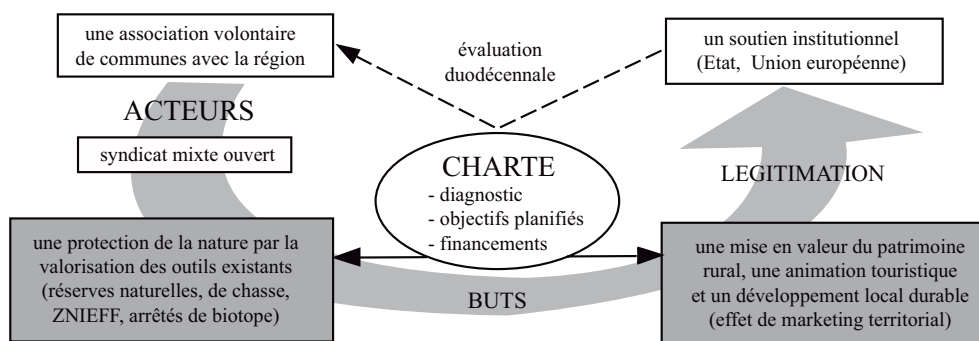 une association volontaire
de communes avec la région
évaluation
duodécennale
un soutien institutionnel
(Etat, Union européenne)
ACTEURS
syndicat mixte ouvert
CHARTE
- diagnostic
- objectifs planifiés
- financements
LEGITIMATION
une protection de la nature par la
valorisation des outils existants
(réserves naturelles, de chasse,
ZNIEFF, arrêtés de biotope)
BUTS
une mise en valeur du patrimoine
rural, une animation touristique
et un développement local durable
(effet de marketing territorial)